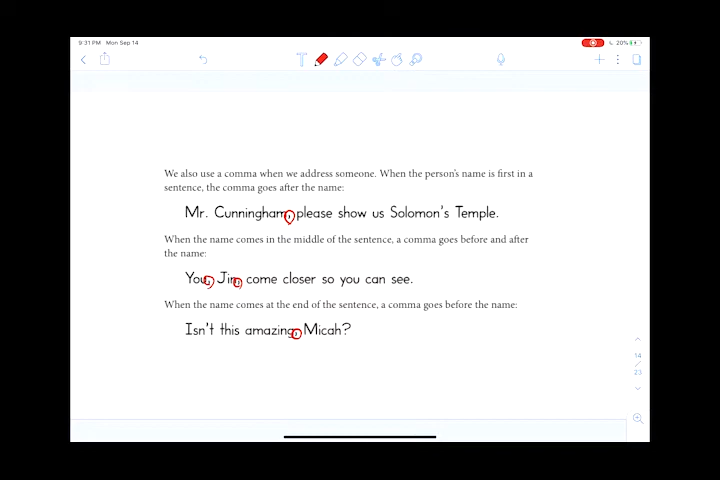 9:31 PM Mon Sep 14
20%
We also use a comma when we address someone. When the person's name is first in a
sentence, the comma goes after the name:
Mr. Cunningham, please show us Solomon's Temple.
When the name comes in the middle of the sentence, a comma goes before and after
the name:
You, Jim, come closer so you can see.
When the name comes at the end of the sentence, a comma goes before the name:
Isn't this amazing, Micah?
14
/
23